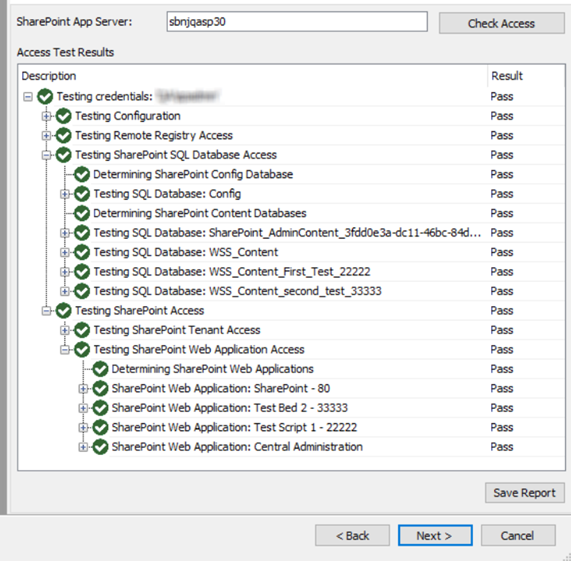 SharePoint App Server: sbnjqasp30 Check Access
Access Test Results
Description Result
Testing credentials: Pass
Testing Configuration Pass
Testing Remote Registry Access Pass
Testing SharePoint SQL Database Access Pass
Determining SharePoint Config Database Pass
Testing SQL Database: Config Pass
Determining SharePoint Content Databases Pass
Testing SQL Database: SharePoint_AdminContent_3fdd0e3a-dc11-46bc-84d... Pass
Testing SQL Database: WSS_Content Pass
Testing SQL Database: WSS_Content_First_Test_22222 Pass
Testing SQL Database: WSS_Content_second_test_33333 Pass
Testing SharePoint Access Pass
Testing SharePoint Tenant Access Pass
Testing SharePoint Web Application Access Pass
Determining SharePoint Web Applications Pass
SharePoint Web Application: SharePoint - 80 Pass
SharePoint Web Application: Test Bed 2 - 33333 Pass
SharePoint Web Application: Test Script 1 - 22222 Pass
SharePoint Web Application: Central Administration Pass
Save Report
< Back Next > Cancel